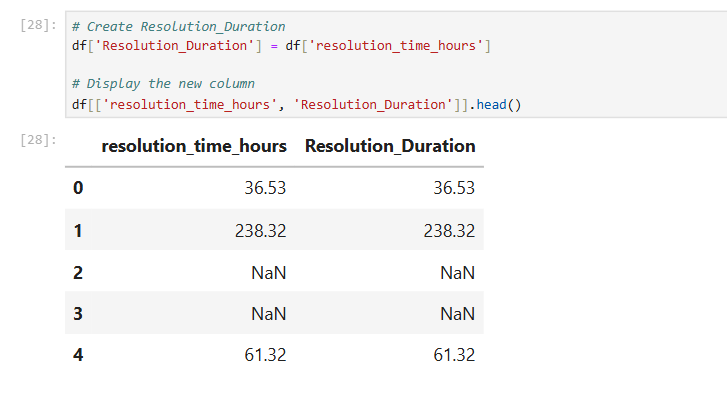 [28]: # Create Resolution_Duration
df['Resolution_Duration'] = df['resolution_time_hours']
# Display the new column
df[['resolution_time_hours', 'Resolution_Duration']].head()
[28]:
resolution_time_hours Resolution_Duration
0 36.53 36.53
1 238.32 238.32
2 NaN NaN
3 NaN NaN
4 61.32 61.32